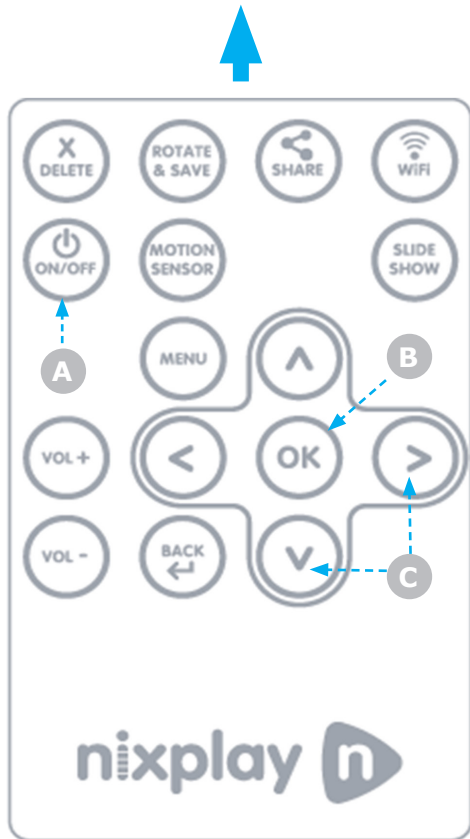 X
DELETE
ROTATE
& SAVE
SHARE
WiFi
ON/OFF
MOTION
SENSOR
SLIDE
SHOW
A
MENU
B
VOL +
OK
VOL -
BACK
C
nixplay n